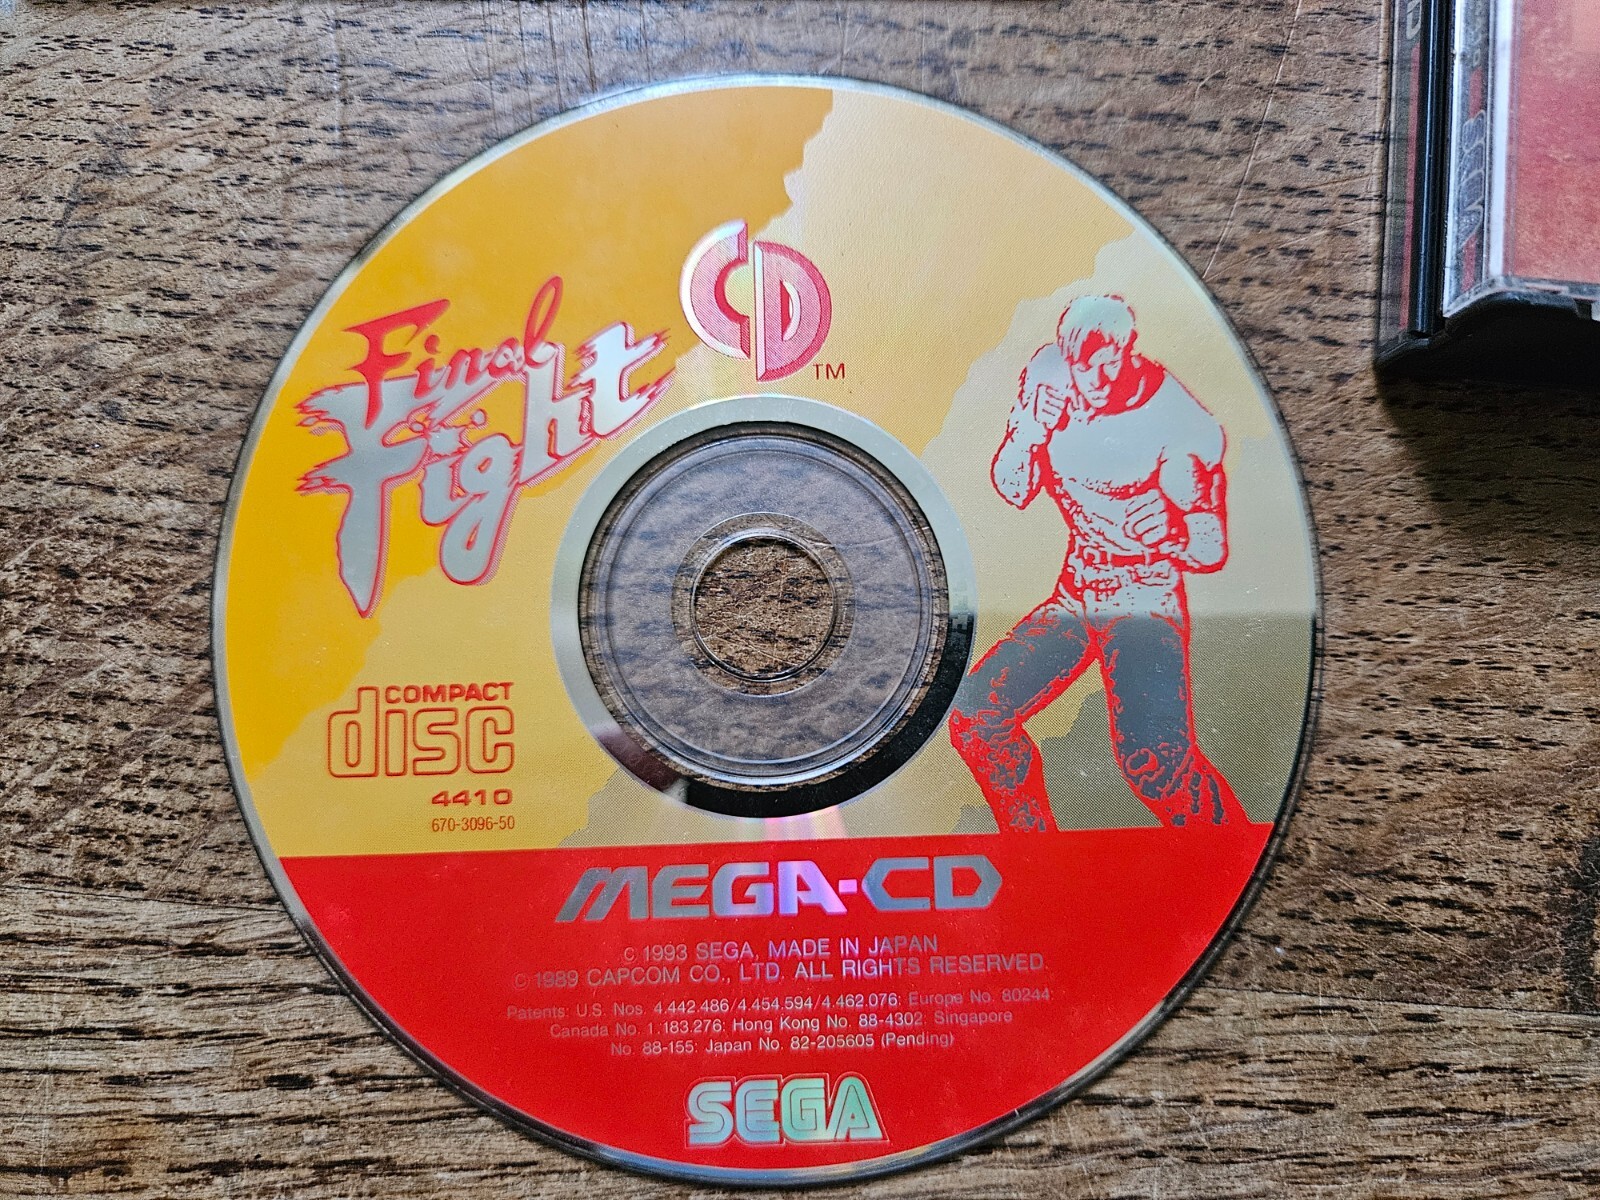 Final
Fight
CD
TM
COMPACT
disc
4410
670-3096-50
MEGA-CD
© 1993 SEGA, MADE IN JAPAN
© 1989 CAPCOM CO., LTD. ALL RIGHTS RESERVED.
Patents: U.S. Nos. 4.442.486/4.454.594/4.462.076: Europe No. 80244:
Canada No. 1.183.276: Hong Kong No. 88-4302: Singapore
No. 88-155: Japan No. 82-205605 (Pending)
SEGA
SEGA